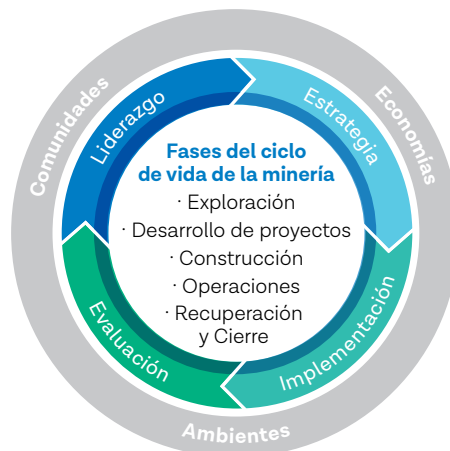 Comunidades
Economías
Liderazgo
Estrategia
Fases del ciclo
de vida de la minería
· Exploración
· Desarrollo de proyectos
· Construcción
· Operaciones
· Recuperación
y Cierre
Evaluación
Implementación
Ambientes